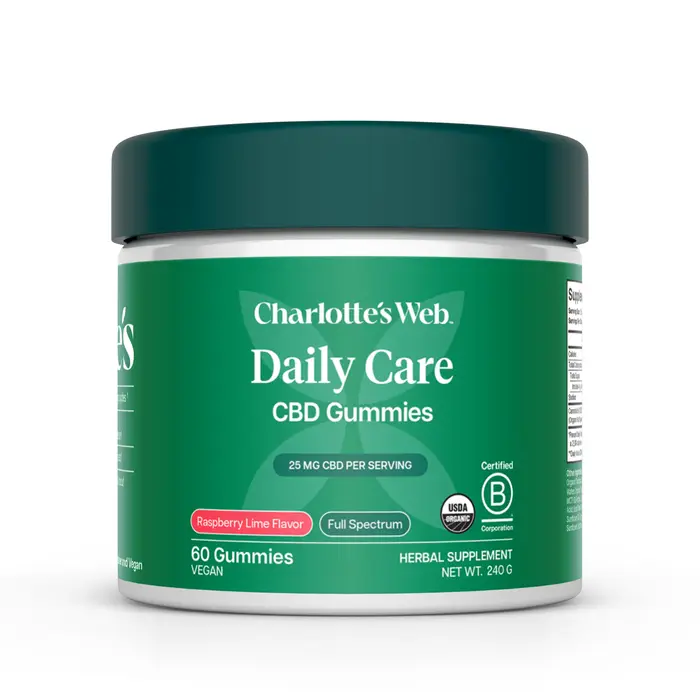 Charlotte's Web™
Daily Care
CBD Gummies
25 MG CBD PER SERVING
Raspberry Lime Flavor
Full Spectrum
60 Gummies
VEGAN
USDA
ORGANIC
Certified
B
Corporation
HERBAL SUPPLEMENT
NET WT. 240 G